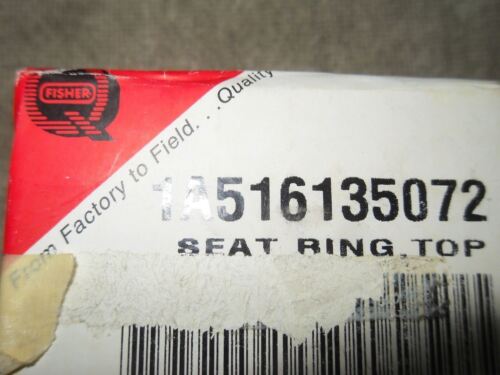 FISHER
From Factory to Field. . .Quality
1A516135072
SEAT RING,TOP